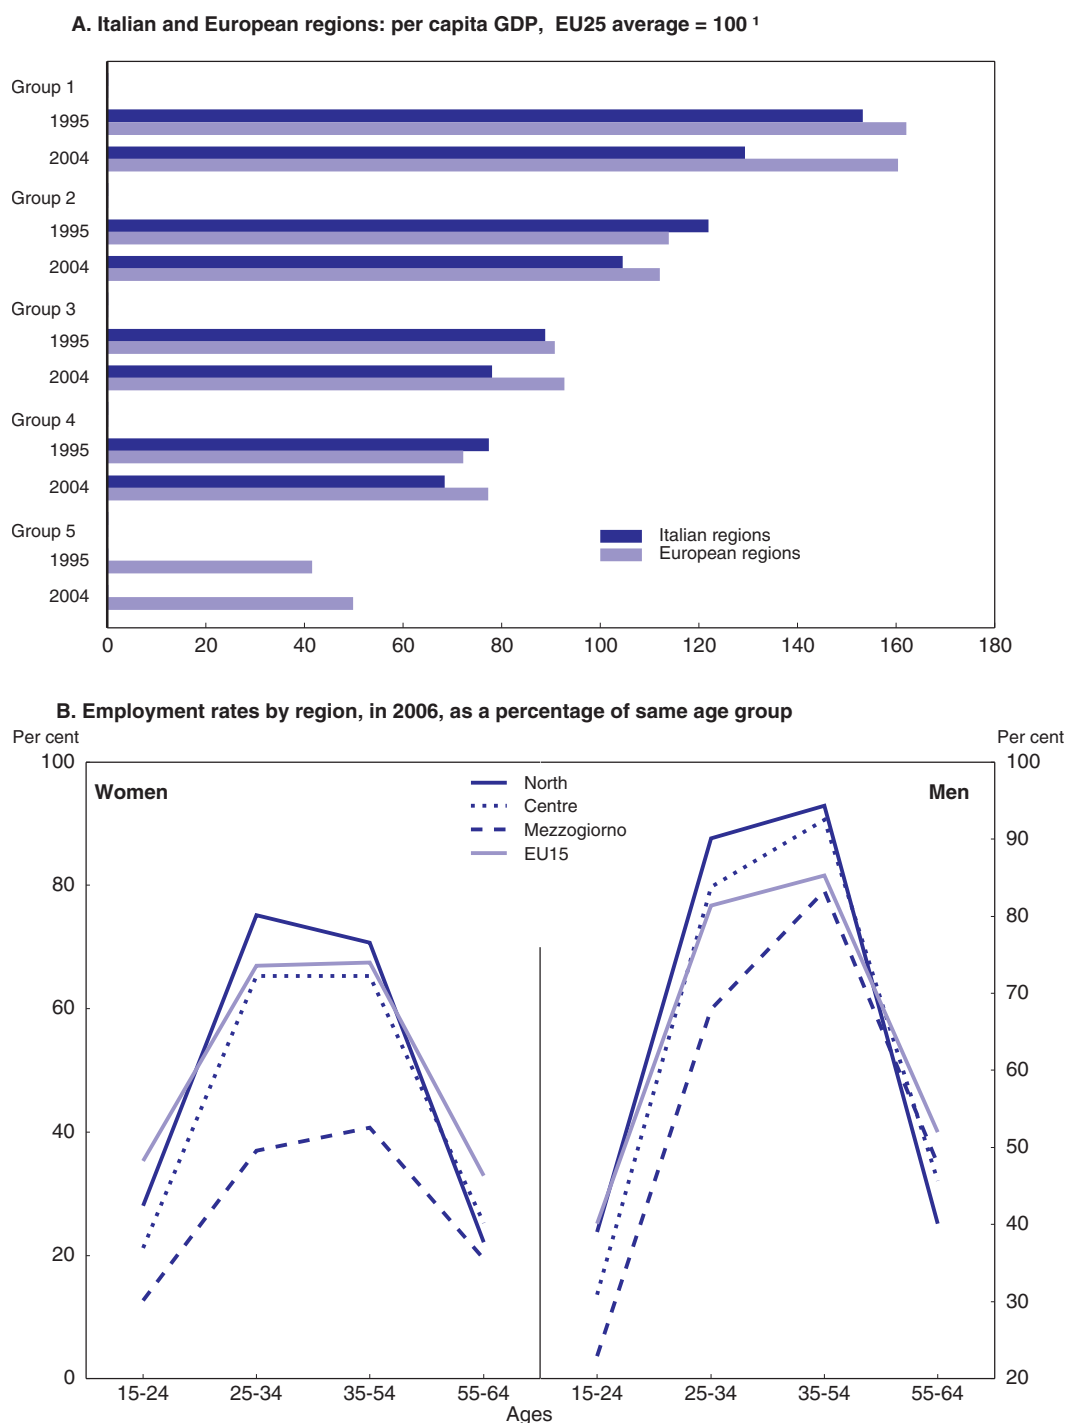 A. Italian and European regions: per capita GDP, EU25 average = 100 ¹
Group 1
1995
2004
Group 2
1995
2004
Group 3
1995
2004
Group 4
1995
2004
Group 5
1995
2004
Italian regions
European regions
0 20 40 60 80 100 120 140 160 180
B. Employment rates by region, in 2006, as a percentage of same age group
Per cent Per cent
Women
Men
North
Centre
Mezzogiorno
EU15
100
80
60
40
20
0
100
90
80
70
60
50
40
30
20
15-24 25-34 35-54 55-64 15-24 25-34 35-54 55-64
Ages